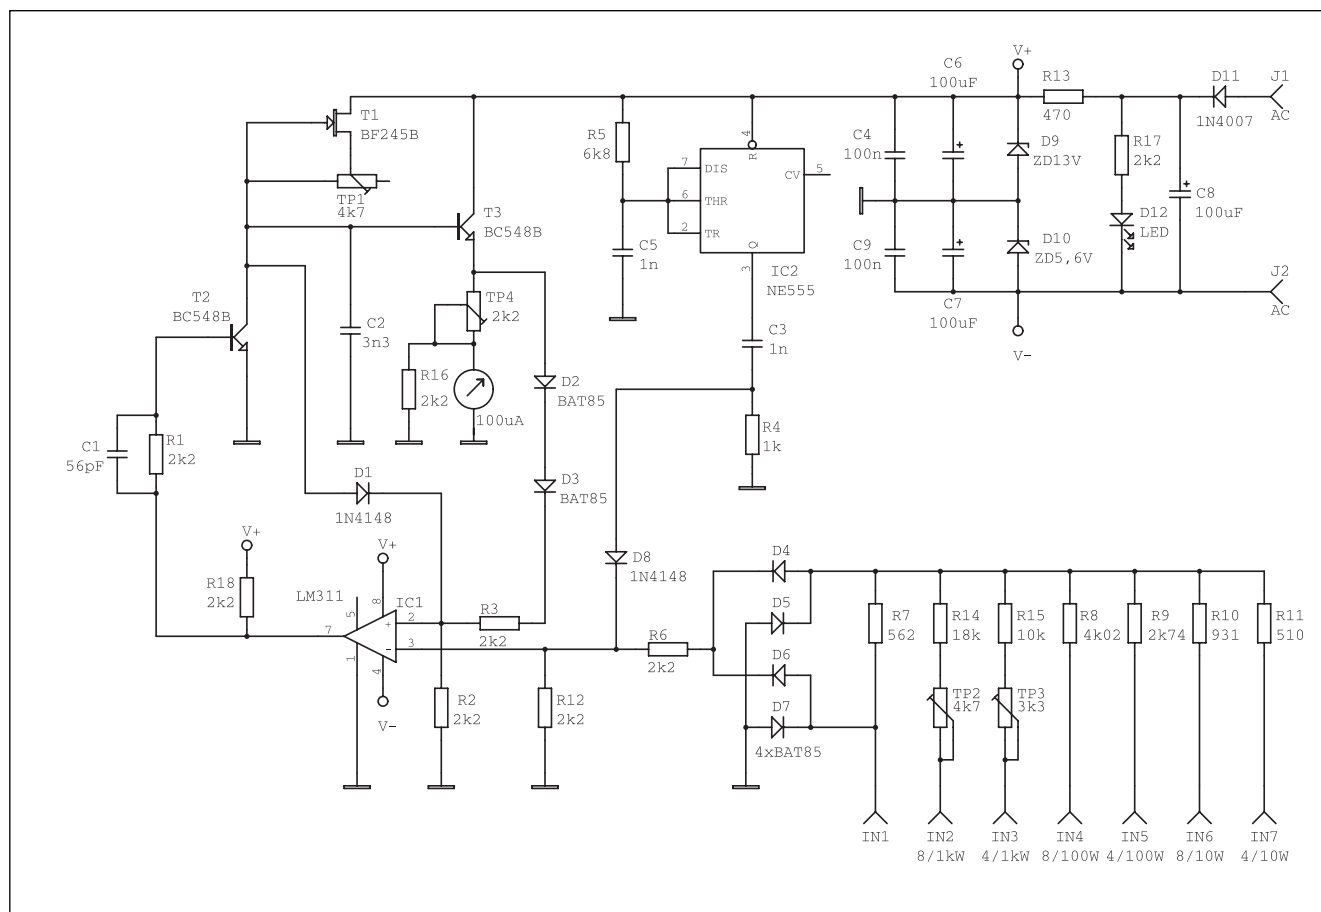 V+
C6
100uF
R13
470
D11
1N4007
J1
AC
T1
BF245B
R5
6k8
4
R
7
DIS
6
THR
2
TR
CV
5
Q
3
IC2
NE555
C4
100n
D9
ZD13V
R17
2k2
C8
100uF
TP1
4k7
T3
BC548B
C5
1n
C9
100n
D10
ZD5,6V
D12
LED
J2
AC
T2
BC548B
C2
3n3
TP4
2k2
C7
100uF
V-
C3
1n
R16
2k2
100uA
D2
BAT85
C1
56pF
R1
2k2
R4
1k
D1
1N4148
D3
BAT85
V+
V+
R18
2k2
LM311
IC1
5
8
7
1
4
2
3
+
-
V-
R3
2k2
D8
1N4148
R6
2k2
R2
2k2
R12
2k2
D4
D5
D6
D7
4xBAT85
R7
562
R14
18k
R15
10k
R8
4k02
R9
2k74
R10
931
R11
510
TP2
4k7
TP3
3k3
IN1
IN2
8/1kW
IN3
4/1kW
IN4
8/100W
IN5
4/100W
IN6
8/10W
IN7
4/10W